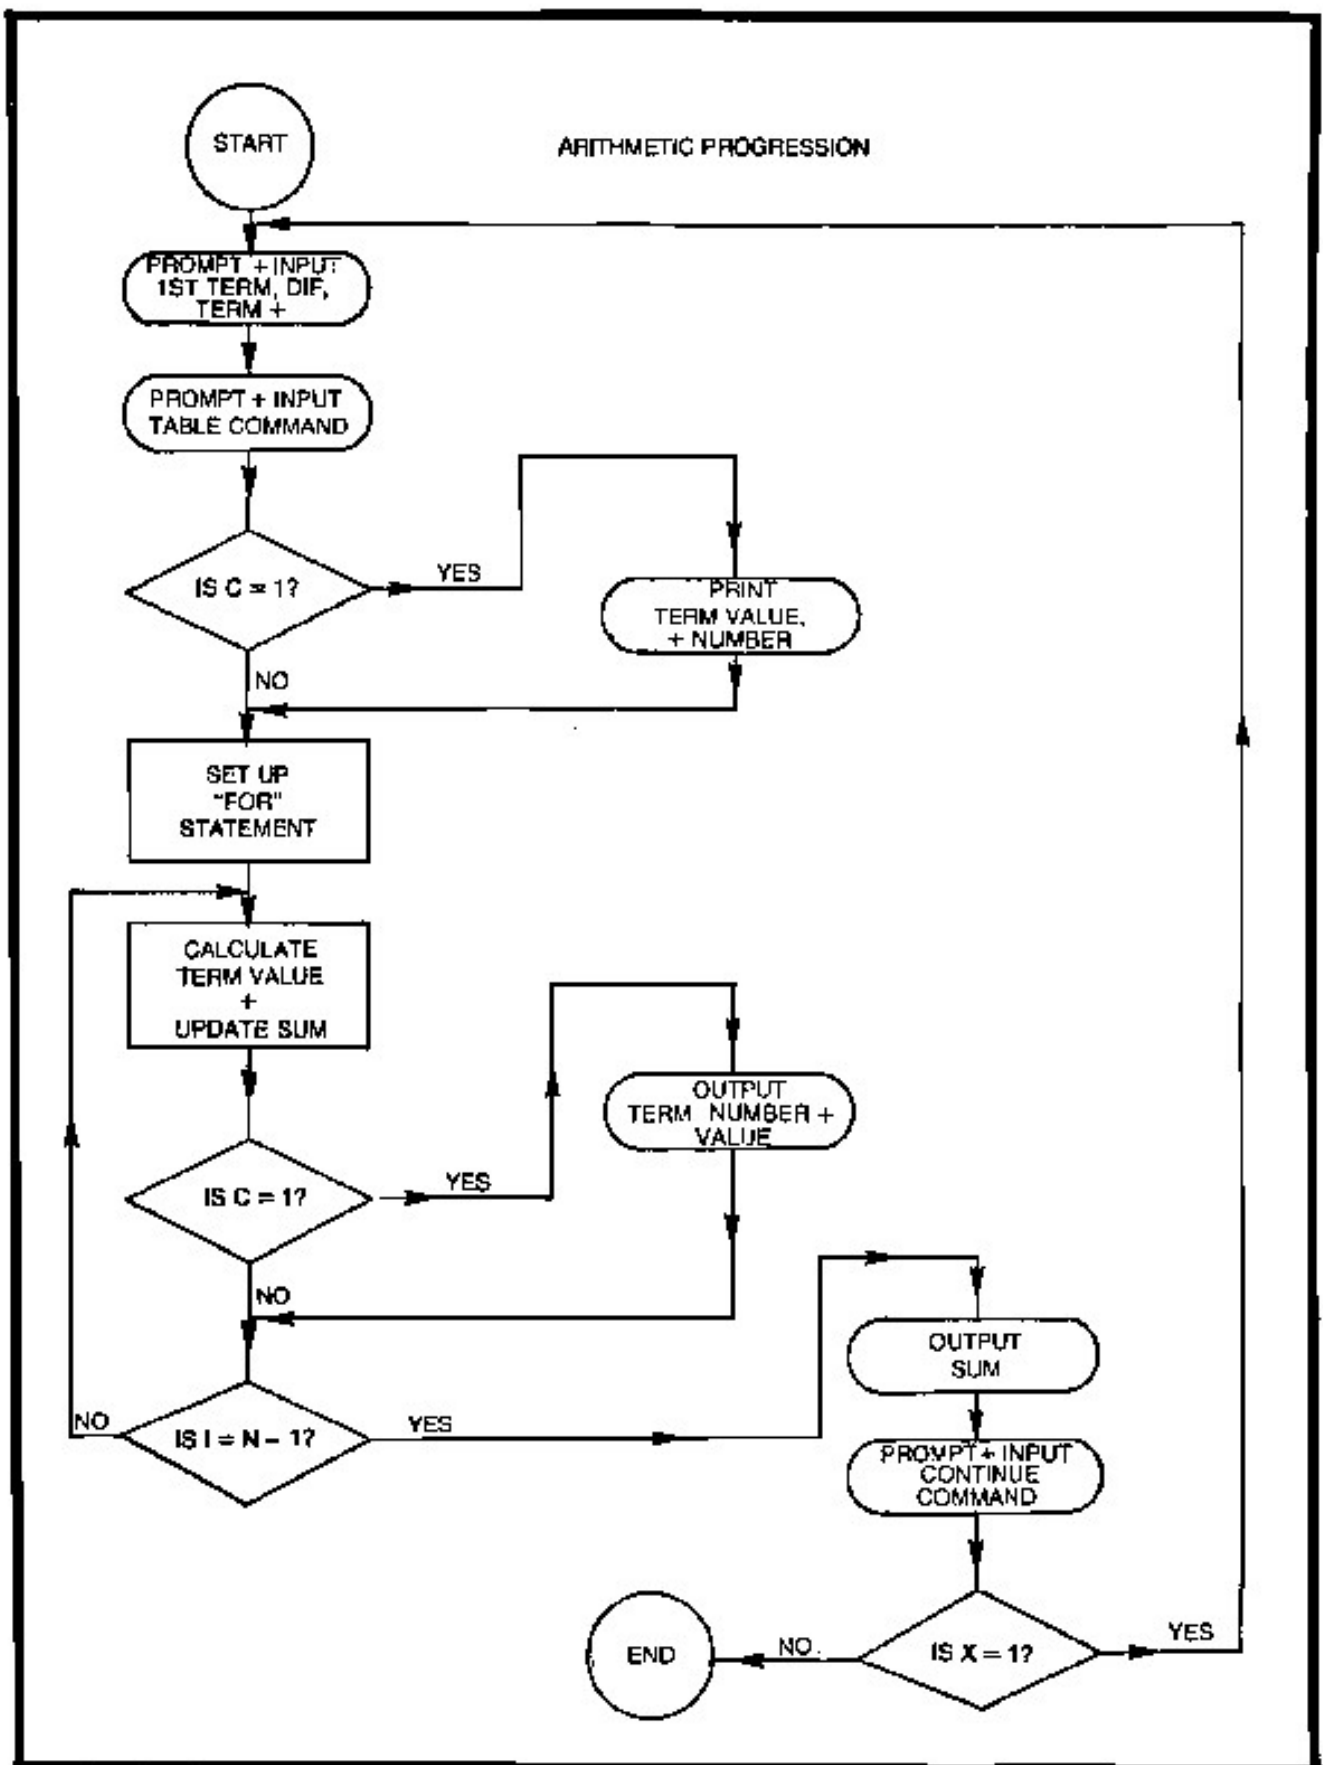 START
ARITHMETIC PROGRESSION
PROMPT + INPUT
1ST TERM, DIF,
TERM +
PROMPT + INPUT
TABLE COMMAND
IS C = 1?
YES
PRINT
TERM VALUE,
+ NUMBER
NO
SET UP
"FOR"
STATEMENT
CALCULATE
TERM VALUE
+
UPDATE SUM
OUTPUT
TERM NUMBER +
VALUE
IS C = 1?
YES
NO
OUTPUT
SUM
IS I = N - 1?
NO
YES
PROMPT + INPUT
CONTINUE
COMMAND
IS X = 1?
YES
NO
END